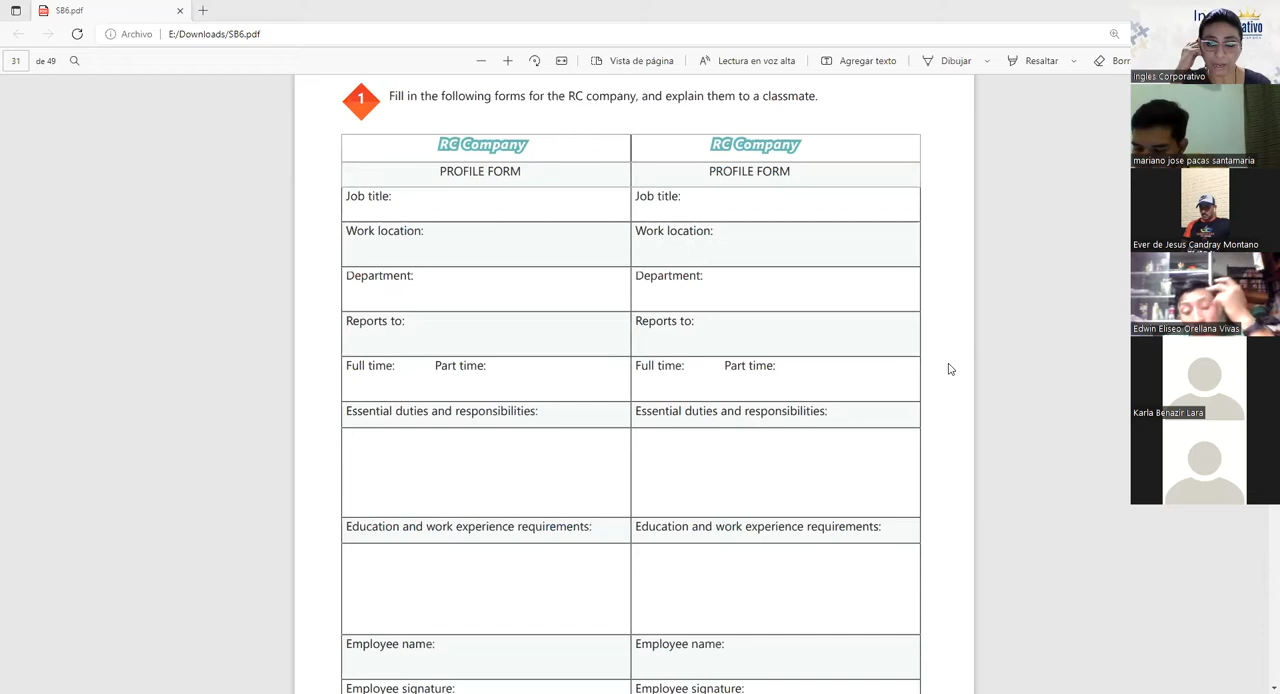 SB6.pdf
Archivo E:/Downloads/SB6.pdf
31 de 49 Vista de página Lectura en voz alta Agregar texto Dibujar Resaltar Borr
1 Fill in the following forms for the RC company, and explain them to a classmate.
RC Company RC Company
PROFILE FORM PROFILE FORM
Job title: Job title:
Work location: Work location:
Department: Department:
Reports to: Reports to:
Full time: Part time: Full time: Part time:
Essential duties and responsibilities: Essential duties and responsibilities:
Education and work experience requirements: Education and work experience requirements:
Employee name: Employee name:
Employee signature: Employee signature:
Ingles Corporativo
mariano jose pacas santamaria
Ever de Jesus Candray Montano
Edwin Eliseo Orellana Vivas
Karla Benazir Lara